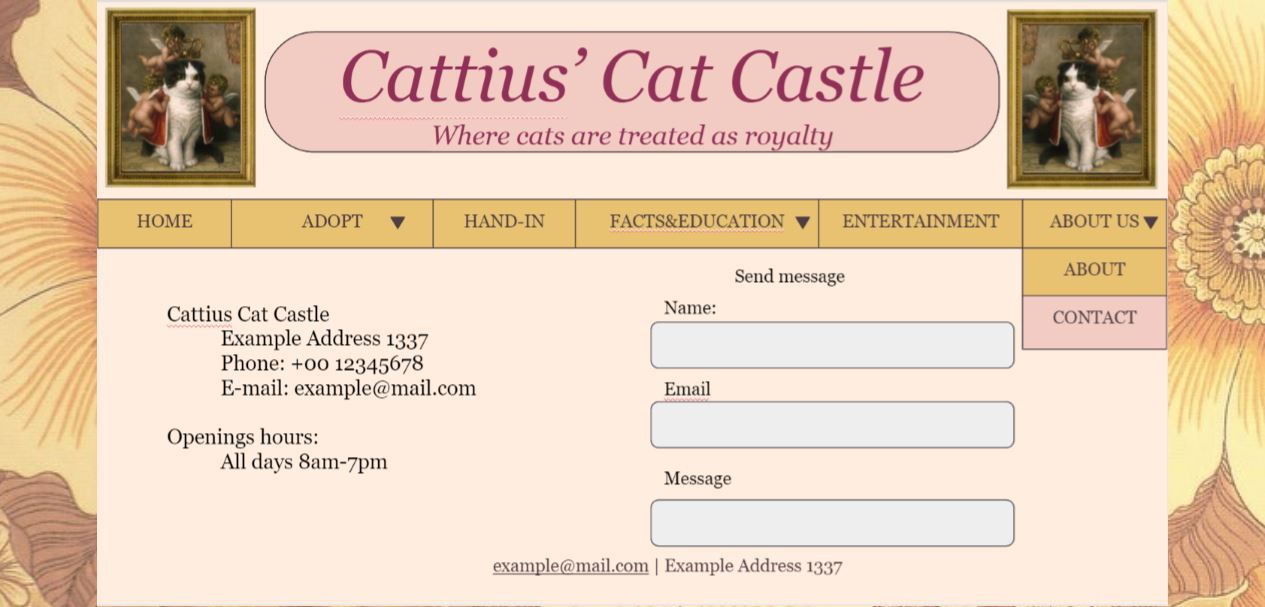 Cattius’ Cat Castle
Where cats are treated as royalty
HOME
ADOPT
HAND-IN
FACTS&EDUCATION
ENTERTAINMENT
ABOUT US
ABOUT
CONTACT
Cattius Cat Castle
Example Address 1337
Phone: +00 12345678
E-mail: example@mail.com
Openings hours:
All days 8am-7pm
Send message
Name:
Email
Message
example@mail.com | Example Address 1337